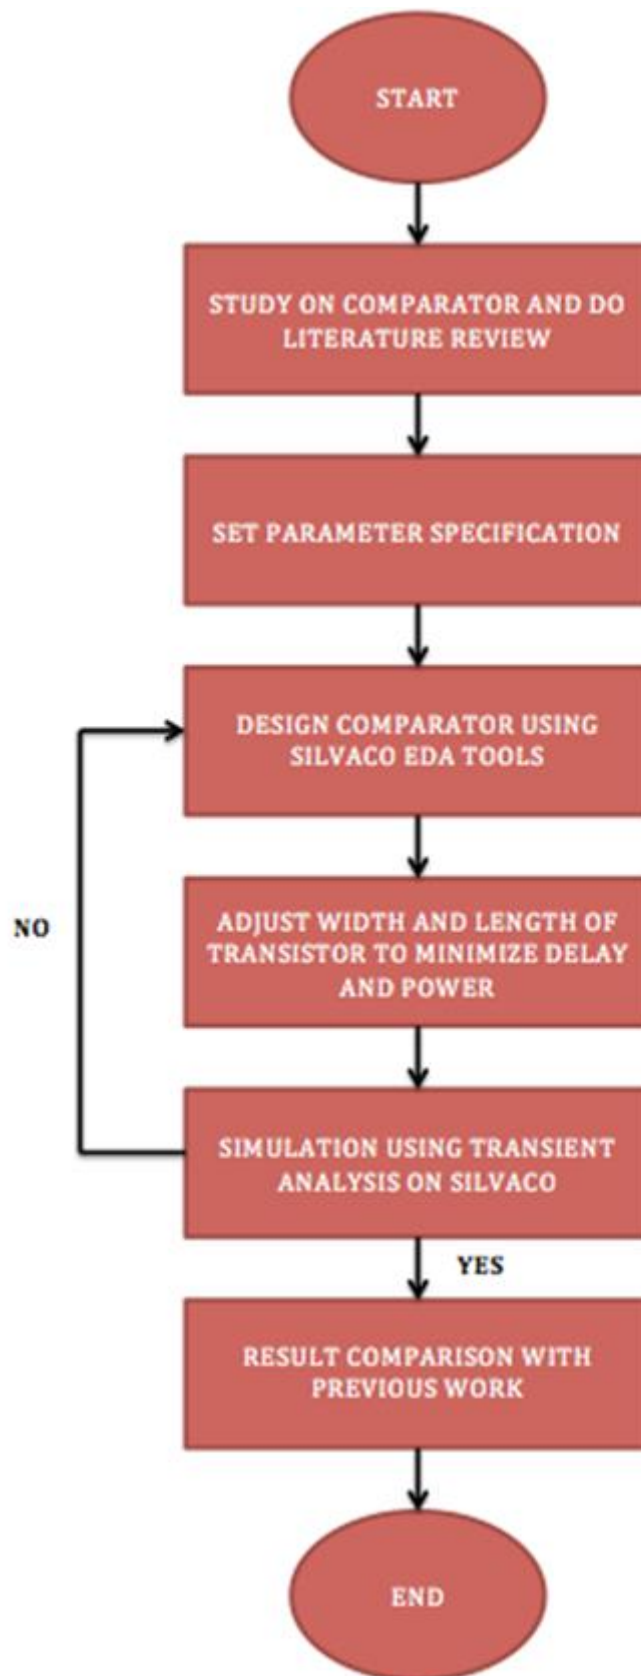 START
STUDY ON COMPARATOR AND DO
LITERATURE REVIEW
SET PARAMETER SPECIFICATION
DESIGN COMPARATOR USING
SILVACO EDA TOOLS
NO
ADJUST WIDTH AND LENGTH OF
TRANSISTOR TO MINIMIZE DELAY
AND POWER
SIMULATION USING TRANSIENT
ANALYSIS ON SILVACO
YES
RESULT COMPARISON WITH
PREVIOUS WORK
END